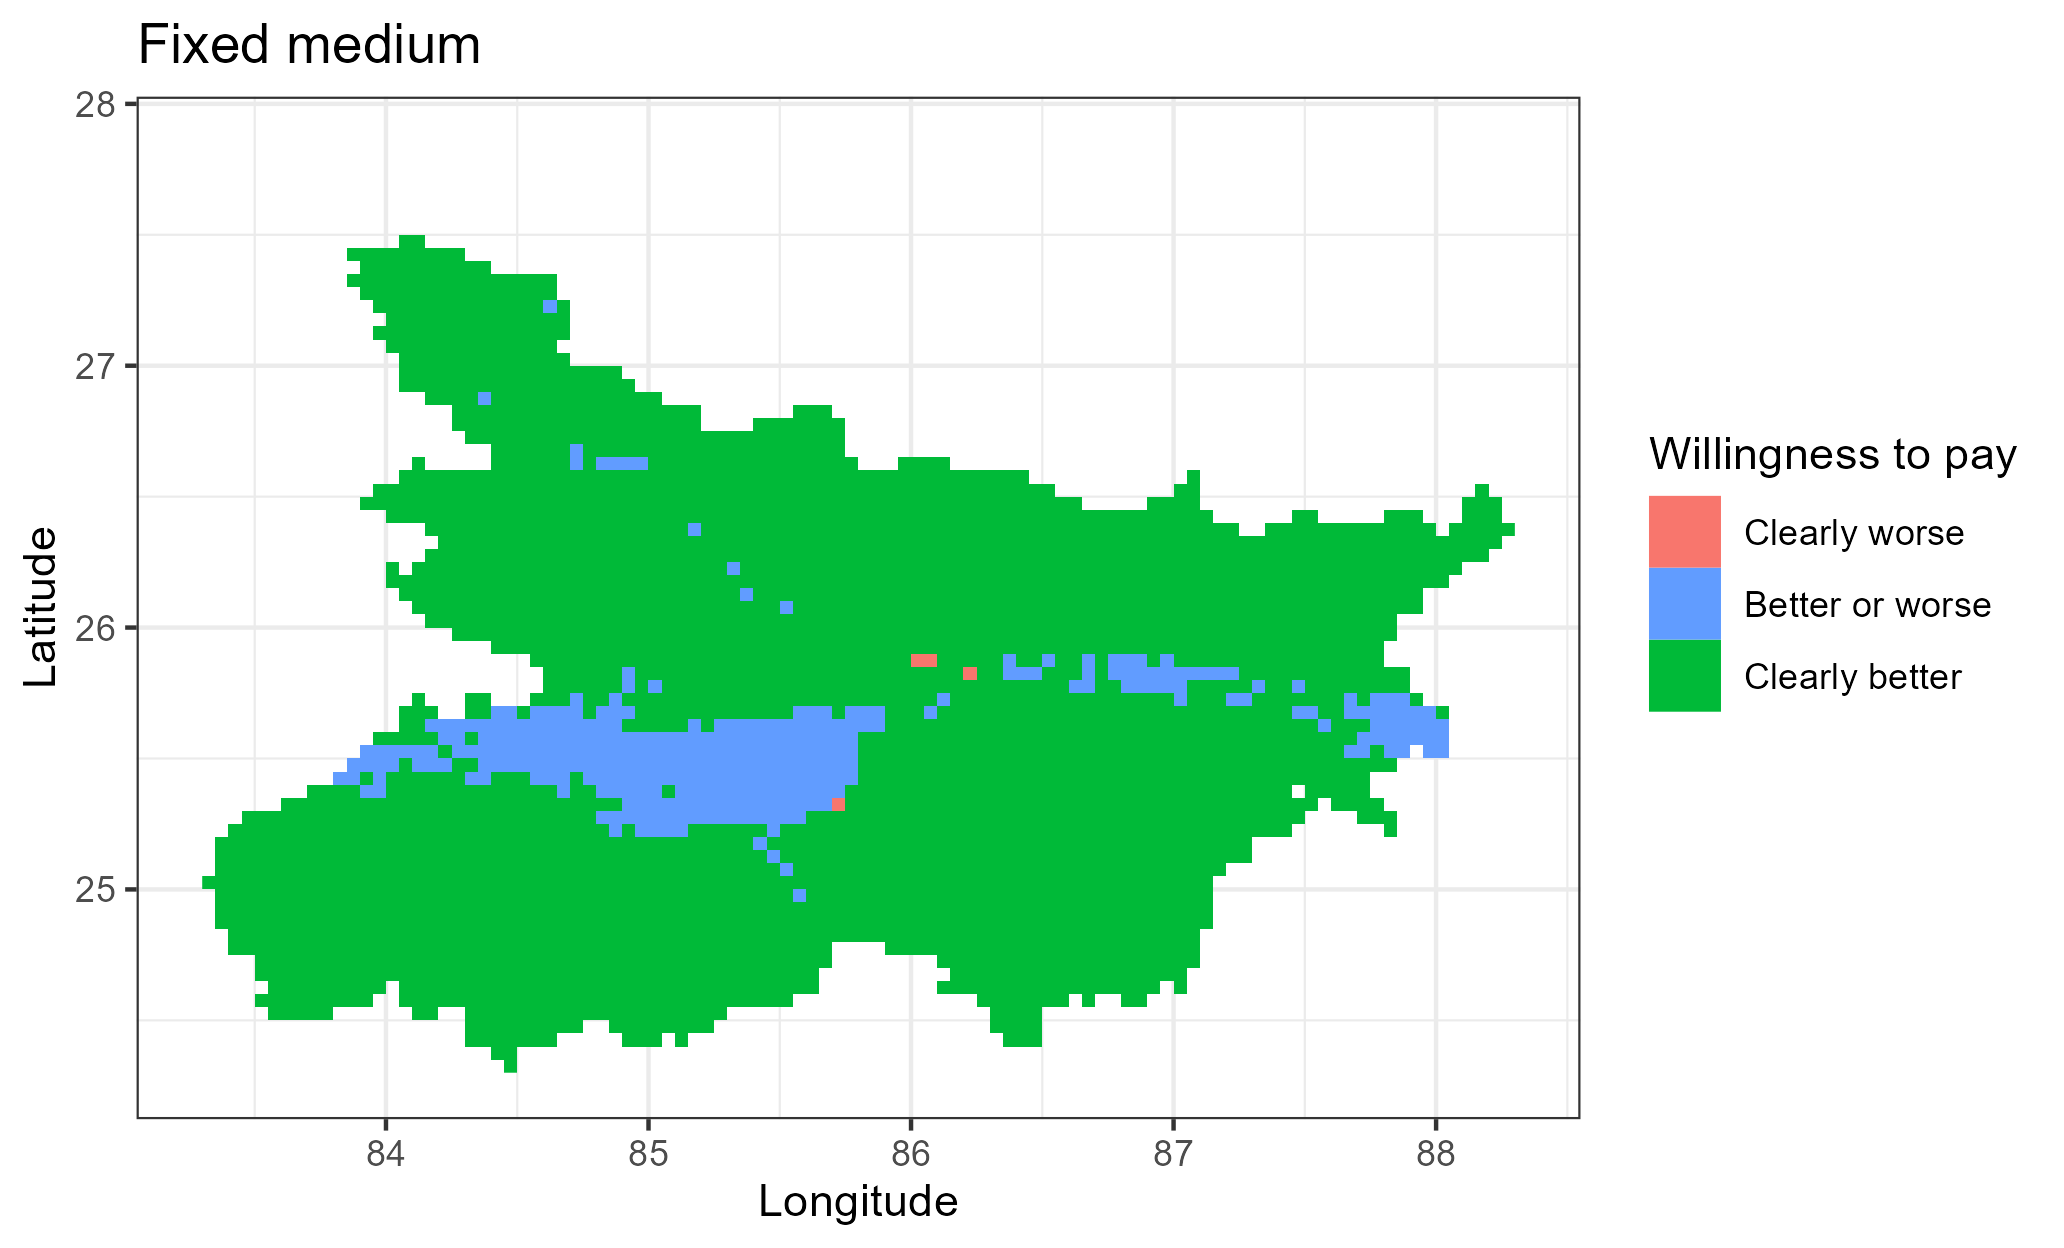 Fixed medium
28
27
26
25
Latitude
84 85 86 87 88
Longitude
Willingness to pay
Clearly worse
Better or worse
Clearly better